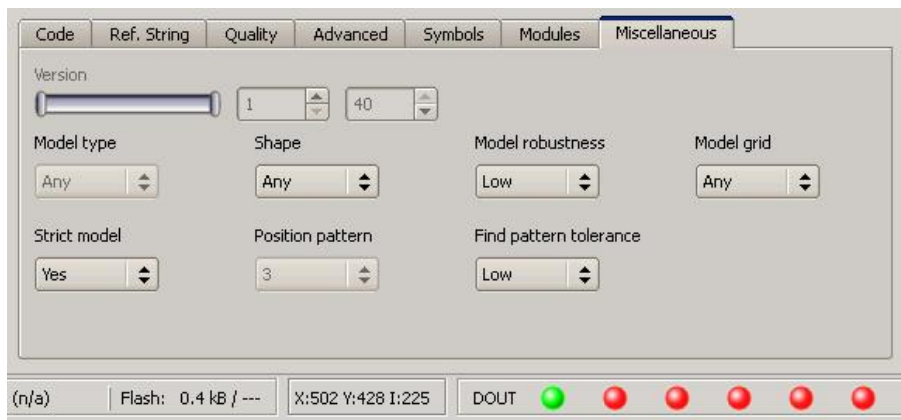 Code Ref. String Quality Advanced Symbols Modules Miscellaneous
Version
1 40
Model type Shape Model robustness Model grid
Any Any Low Any
Strict model Position pattern Find pattern tolerance
Yes 3 Low
(n/a) Flash: 0.4 kB / --- X:502 Y:428 I:225 DOUT